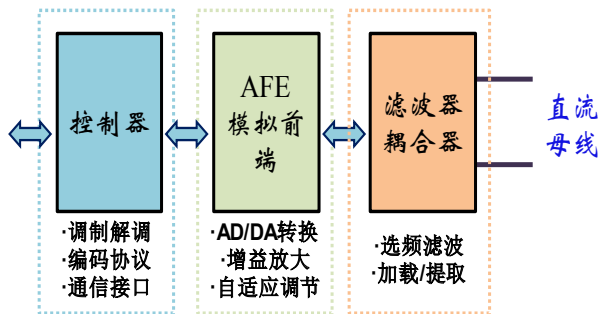 控制器
·调制解调
·编码协议
·通信接口
AFE
模拟前
端
·AD/DA转换
·增益放大
·自适应调节
滤波器
耦合器
·选频滤波
·加载/提取
直流
母线